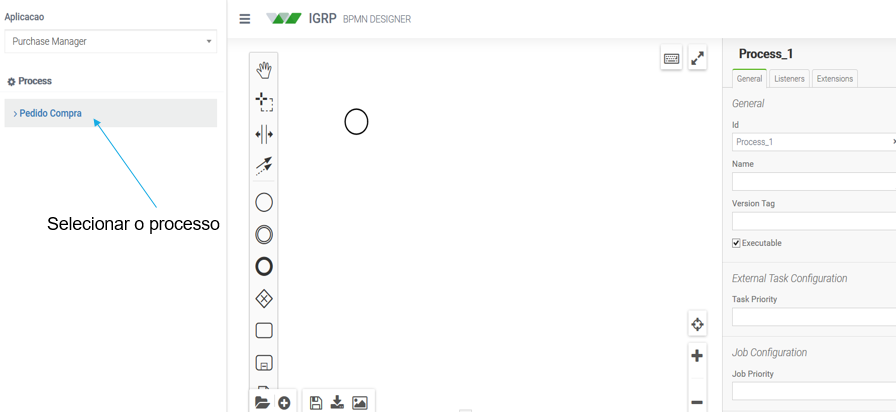 Aplicacao
Purchase Manager
Process
Pedido Compra
Selecionar o processo
IGRP BPMN DESIGNER
Process_1
General Listeners Extensions
General
Id
Process_1
Name
Version Tag
Executable
External Task Configuration
Task Priority
Job Configuration
Job Priority